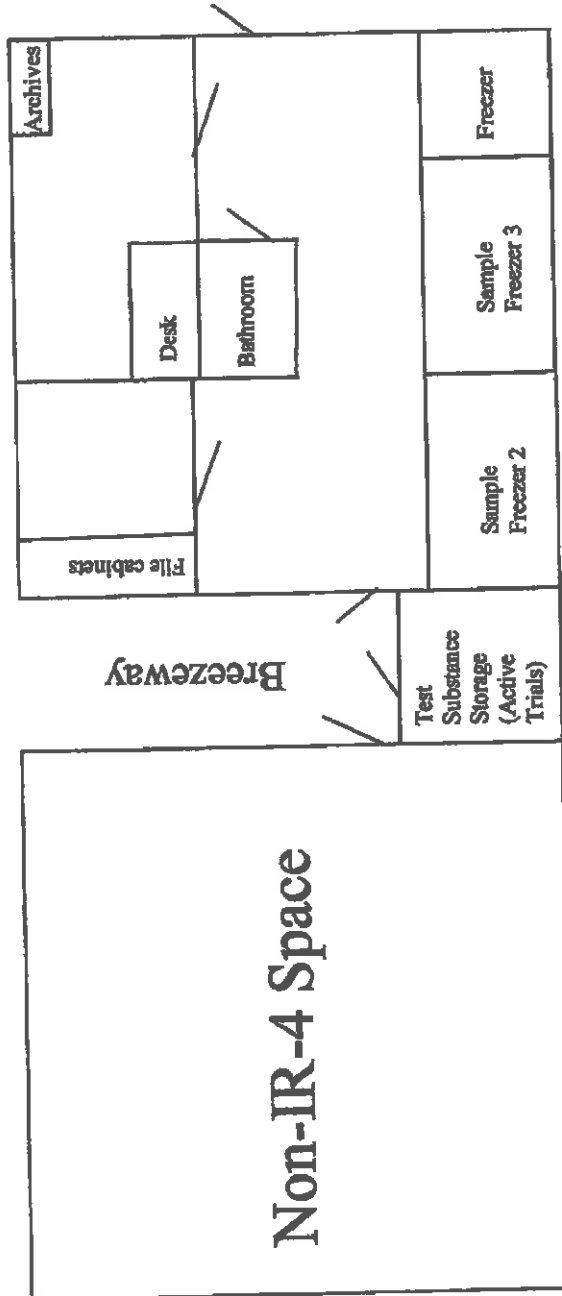 Archives
Freezer
Desk
Bathroom
Sample
Freezer 3
Sample
Freezer 2
File cabinets
Breezeway
Test
Substance
Storage
(Active
Trials)
Non-IR-4 Space